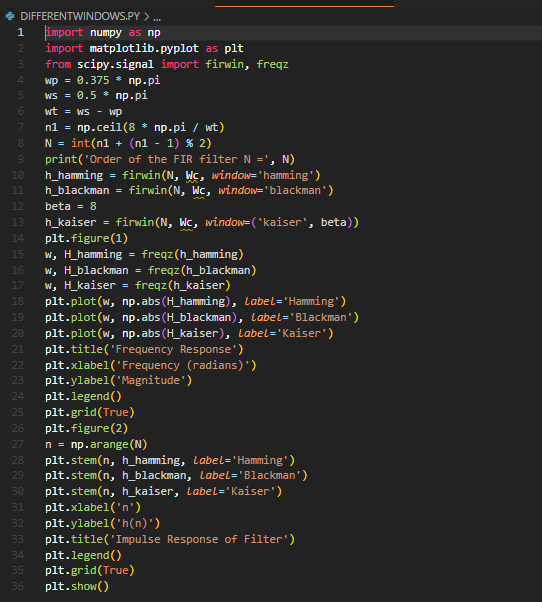 DIFFERENTWINDOWS.PY > ...
1 import numpy as np
2 import matplotlib.pyplot as plt
3 from scipy.signal import firwin, freqz
4 wp = 0.375 * np.pi
5 ws = 0.5 * np.pi
6 wt = ws - wp
7 n1 = np.ceil(8 * np.pi / wt)
8 N = int(n1 + (n1 - 1) % 2)
9 print('Order of the FIR filter N =', N)
10 h_hamming = firwin(N, Wc, window='hamming')
11 h_blackman = firwin(N, Wc, window='blackman')
12 beta = 8
13 h_kaiser = firwin(N, Wc, window=('kaiser', beta))
14 plt.figure(1)
15 w, H_hamming = freqz(h_hamming)
16 w, H_blackman = freqz(h_blackman)
17 w, H_kaiser = freqz(h_kaiser)
18 plt.plot(w, np.abs(H_hamming), label='Hamming')
19 plt.plot(w, np.abs(H_blackman), label='Blackman')
20 plt.plot(w, np.abs(H_kaiser), label='Kaiser')
21 plt.title('Frequency Response')
22 plt.xlabel('Frequency (radians)')
23 plt.ylabel('Magnitude')
24 plt.legend()
25 plt.grid(True)
26 plt.figure(2)
27 n = np.arange(N)
28 plt.stem(n, h_hamming, label='Hamming')
29 plt.stem(n, h_blackman, label='Blackman')
30 plt.stem(n, h_kaiser, label='Kaiser')
31 plt.xlabel('n')
32 plt.ylabel('h(n)')
33 plt.title('Impulse Response of Filter')
34 plt.legend()
35 plt.grid(True)
36 plt.show()